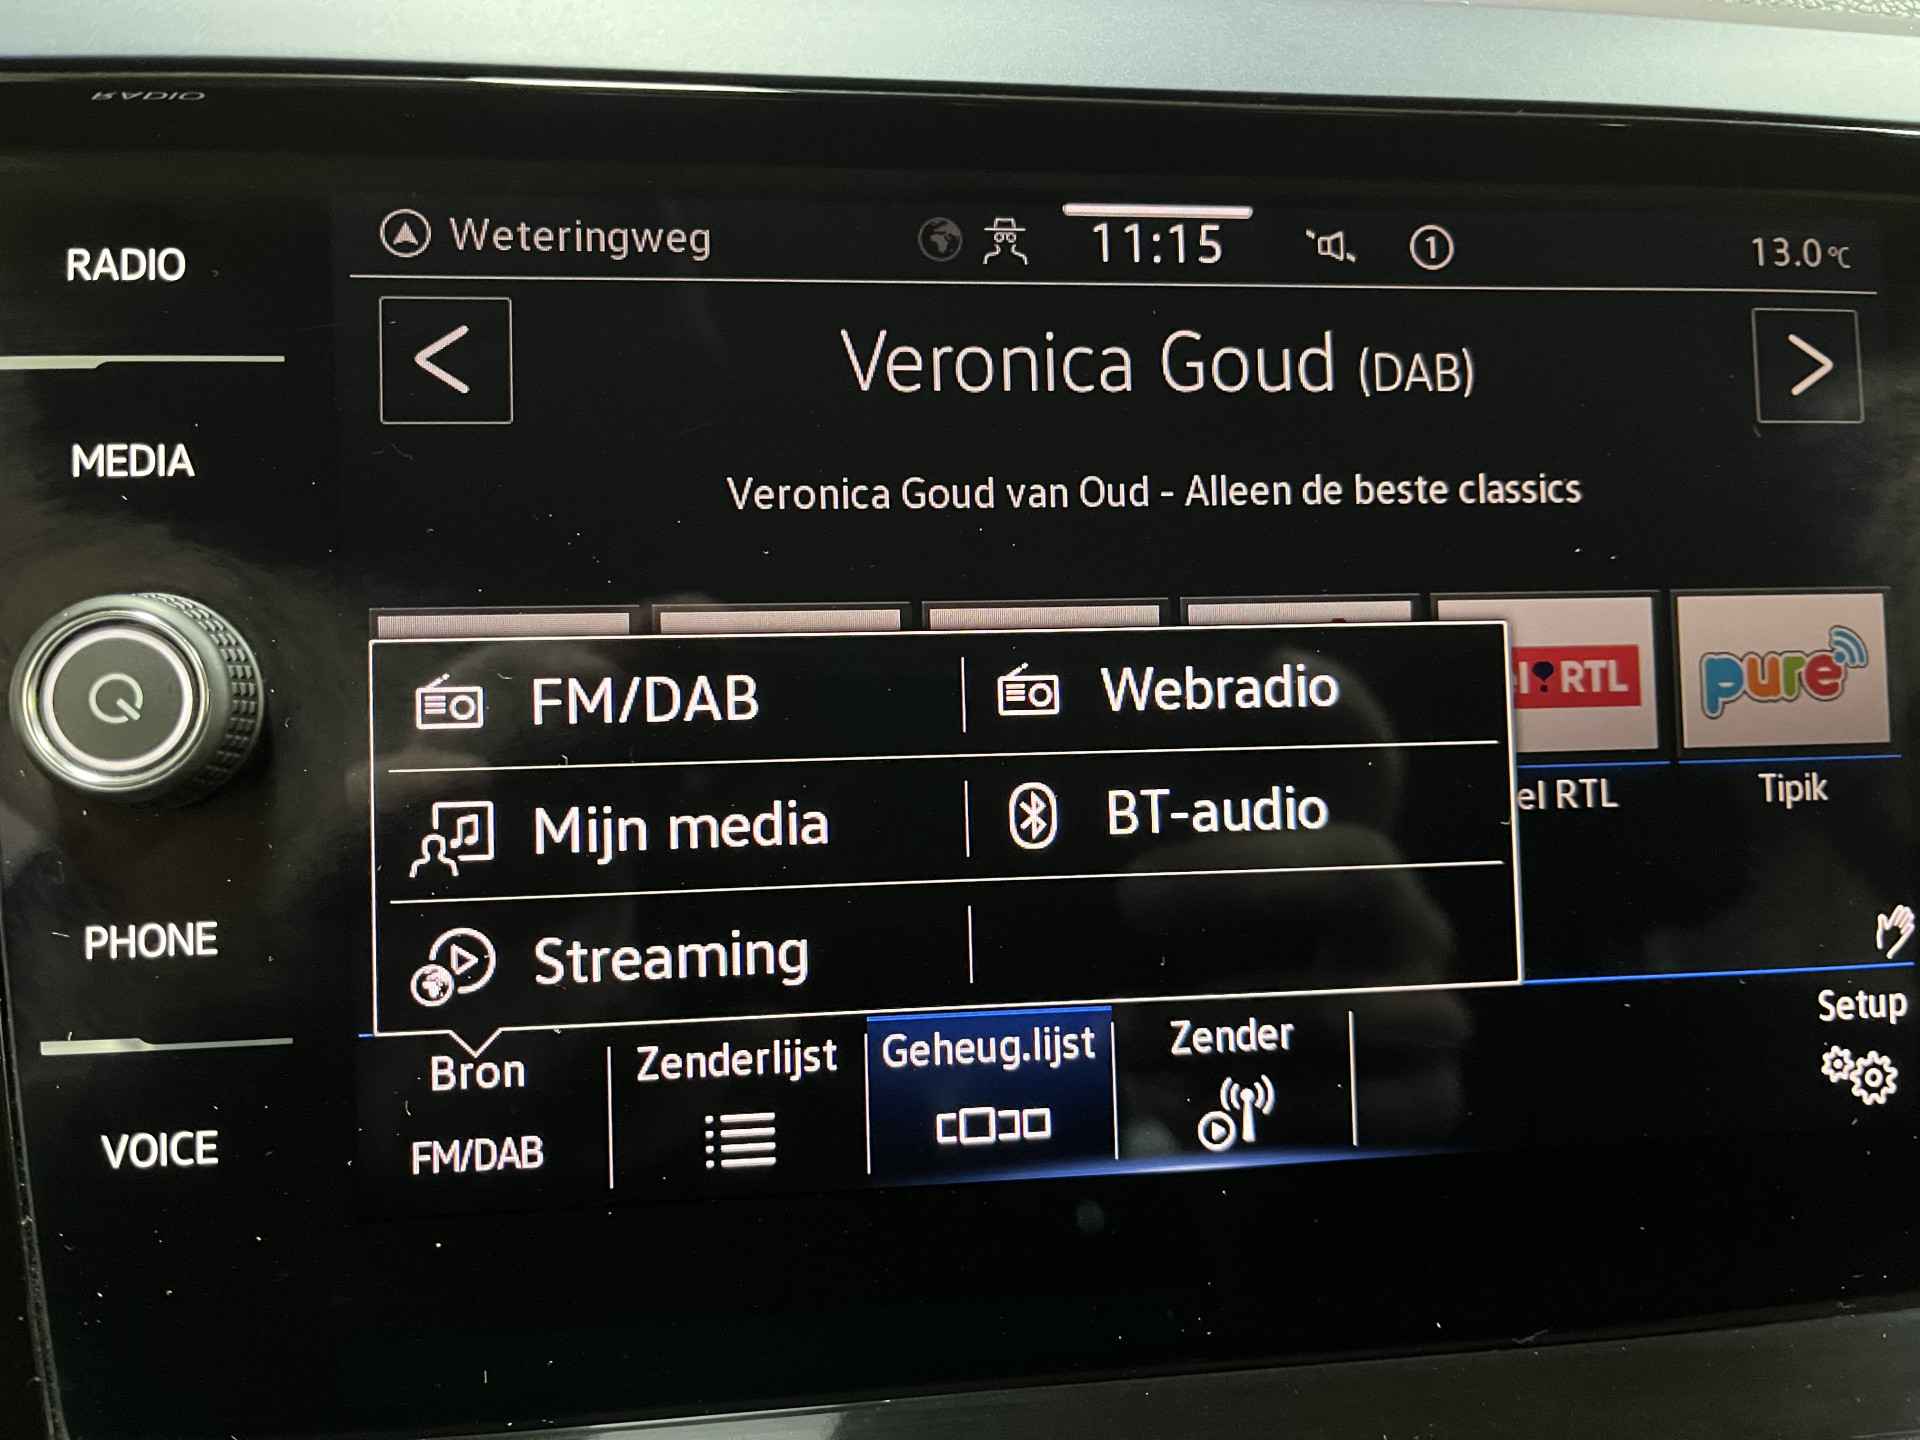 RADIO
RADIO
MEDIA
PHONE
VOICE
Weteringweg
11:15
1
13.0°C
<
Veronica Goud (DAB)
>
Veronica Goud van Oud - Alleen de beste classics
FM/DAB
Webradio
Mijn media
BT-audio
Streaming
RTL
el RTL
pure
Tipik
Bron
FM/DAB
Zenderlijst
Geheug.lijst
Zender
Setup